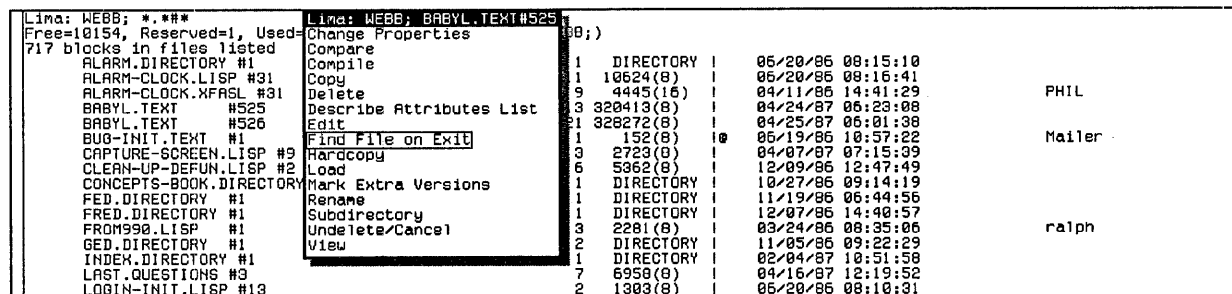 Lima: WEBB; *.*#* Lima: WEBB; BABYL.TEXT#525
Free=10154, Reserved=1, Used= Change Properties BB;)
717 blocks in files listed Compare
ALARM.DIRECTORY #1 Compile 1 DIRECTORY ! 06/20/86 08:15:10
ALARM-CLOCK.LISP #31 Copy 1 10624(8) ! 06/20/86 08:16:41
ALARM-CLOCK.XFASL #31 Delete 9 4445(16) ! 04/11/86 14:41:29 PHIL
BABYL.TEXT #525 Describe Attributes List 3 320413(8) ! 04/24/87 06:23:08
BABYL.TEXT #526 Edit 21 328272(8) ! 04/25/87 06:01:38
BUG-INIT.TEXT #1 Find File on Exit 1 152(8) !@ 06/19/86 10:57:22 Mailer
CAPTURE-SCREEN.LISP #9 Hardcopy 3 2723(8) ! 04/07/87 07:15:39
CLEAN-UP-DEFUN.LISP #2 Load 6 5362(8) ! 12/09/86 12:47:49
CONCEPTS-BOOK.DIRECTORY Mark Extra Versions 1 DIRECTORY ! 10/27/86 09:14:19
FED.DIRECTORY #1 Rename 1 DIRECTORY ! 11/19/86 06:44:56
FRED.DIRECTORY #1 Subdirectory 1 DIRECTORY ! 12/07/86 14:40:57
FROM990.LISP #1 Undelete/Cancel 3 2281(8) ! 03/24/86 08:35:06 ralph
GED.DIRECTORY #1 View 2 DIRECTORY ! 11/05/86 09:22:29
INDEX.DIRECTORY #1 1 DIRECTORY ! 02/04/87 10:51:58
LAST.QUESTIONS #3 7 6958(8) ! 04/16/87 12:19:52
LOGIN-INIT.LISP #13 2 1303(8) ! 06/20/86 08:10:31